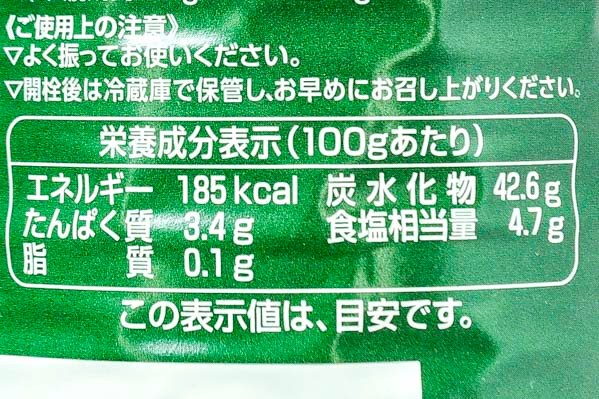 《ご使用上の注意》
▽よく振ってお使いください。
▽開栓後は冷蔵庫で保管し、お早めにお召し上がりください。
栄養成分表示(100gあたり)
エネルギー 185kcal 炭水化物 42.6g
たんぱく質 3.4g 食塩相当量 4.7g
脂質 0.1g
この表示値は、目安です。